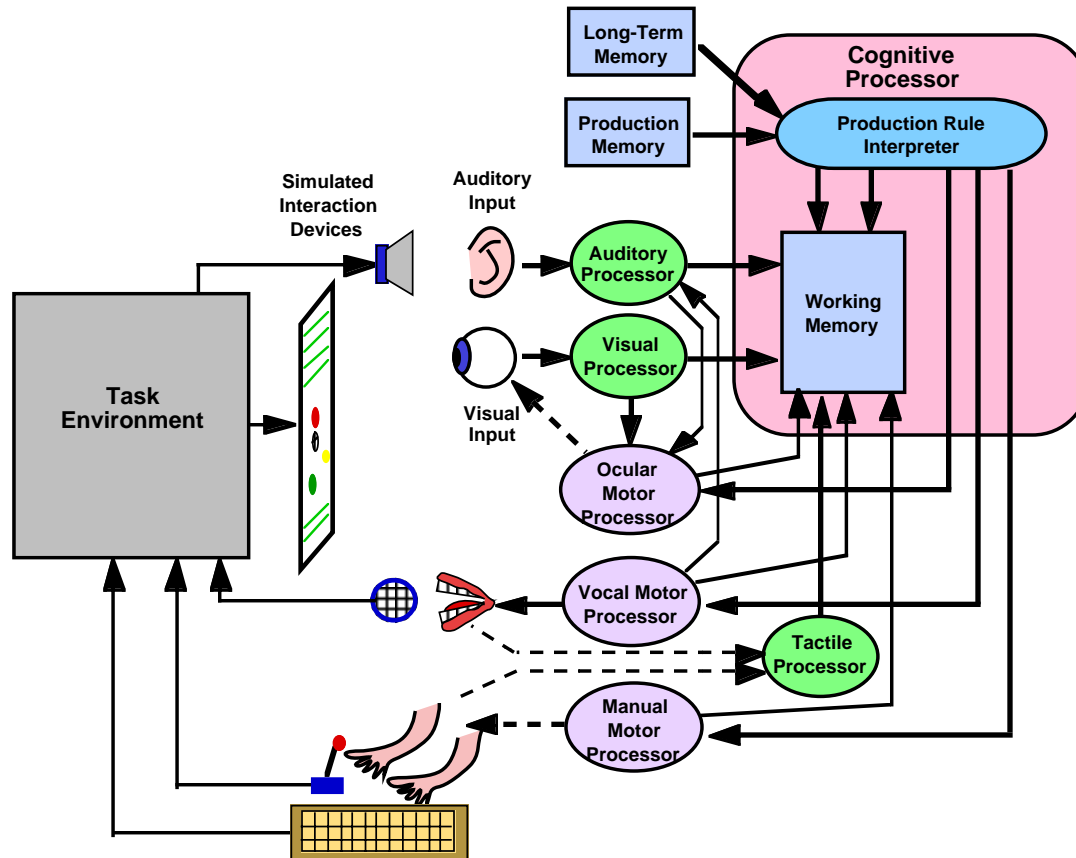 Long-Term
Memory
Cognitive
Processor
Production
Memory
Production Rule
Interpreter
Simulated
Interaction
Devices
Auditory
Input
Auditory
Processor
Working
Memory
Visual
Processor
Task
Environment
Visual
Input
Ocular
Motor
Processor
Vocal Motor
Processor
Tactile
Processor
Manual
Motor
Processor